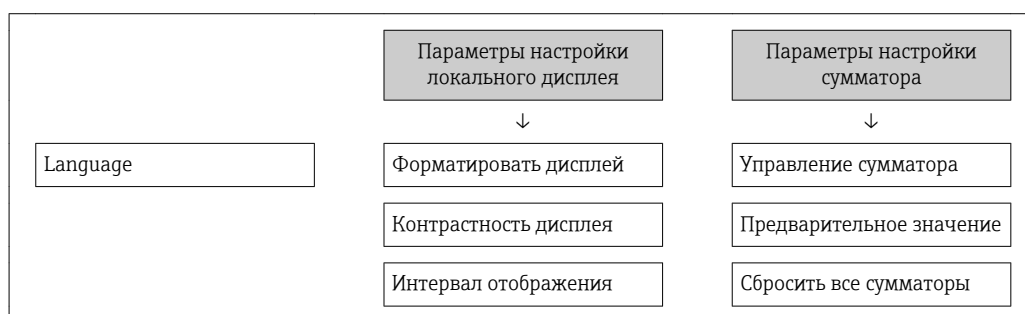 Параметры настройки
локального дисплея
Параметры настройки
сумматора
↓
↓
Language
Форматировать дисплей
Управление сумматора
Контрастность дисплея
Предварительное значение
Интервал отображения
Сбросить все сумматоры